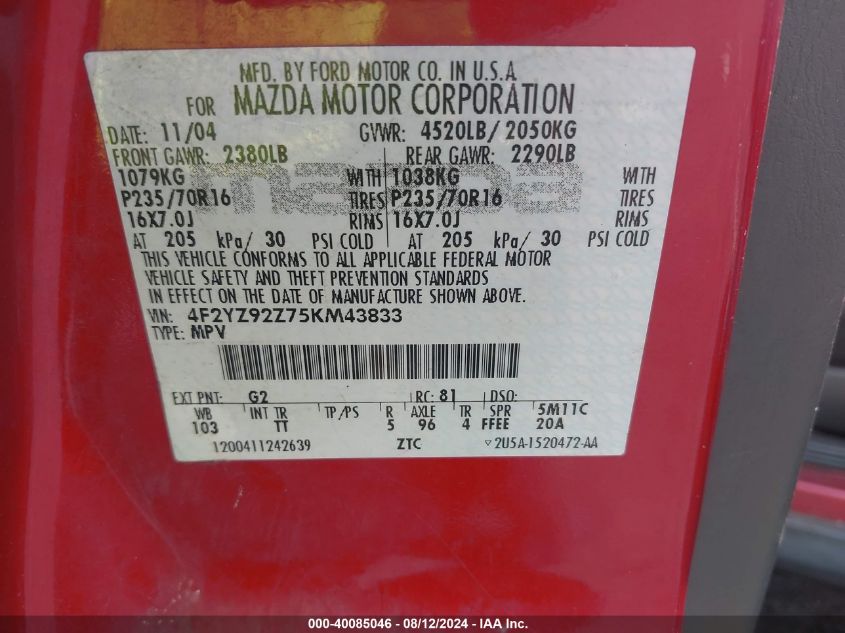 MFD. BY FORD MOTOR CO. IN U.S.A.
FOR MAZDA MOTOR CORPORATION
DATE: 11/04 GVWR: 4520LB/ 2050KG
FRONT GAWR: 2380LB REAR GAWR: 2290LB
1079KG WITH 1038KG WITH
P235/70R16 TIRES P235/70R16 TIRES
16X7.0J RIMS 16X7.0J RIMS
AT 205 kPa/ 30 PSI COLD AT 205 kPa/ 30 PSI COLD
THIS VEHICLE CONFORMS TO ALL APPLICABLE FEDERAL MOTOR
VEHICLE SAFETY AND THEFT PREVENTION STANDARDS
IN EFFECT ON THE DATE OF MANUFACTURE SHOWN ABOVE.
VIN: 4F2YZ92Z75KM43833
TYPE: MPV
EXT PNT: G2 RC: 81 DSO:
WB INT TR TP/PS R AXLE TR SPR 5M11C
103 TT 5 96 4 FFEE 20A
1200411242639 ZTC ▽2U5A-1520472-AA
000-40085046 - 08/12/2024 - IAA Inc.